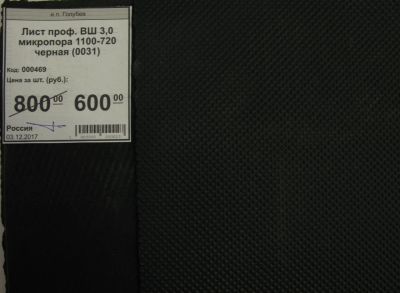 и.п. Голубев
Лист проф. ВШ 3,0
микропора 1100-720
черная (0031)
Код: 000469
Цена за шт. (руб.):
800 00 600 00
Россия
03.12.2017